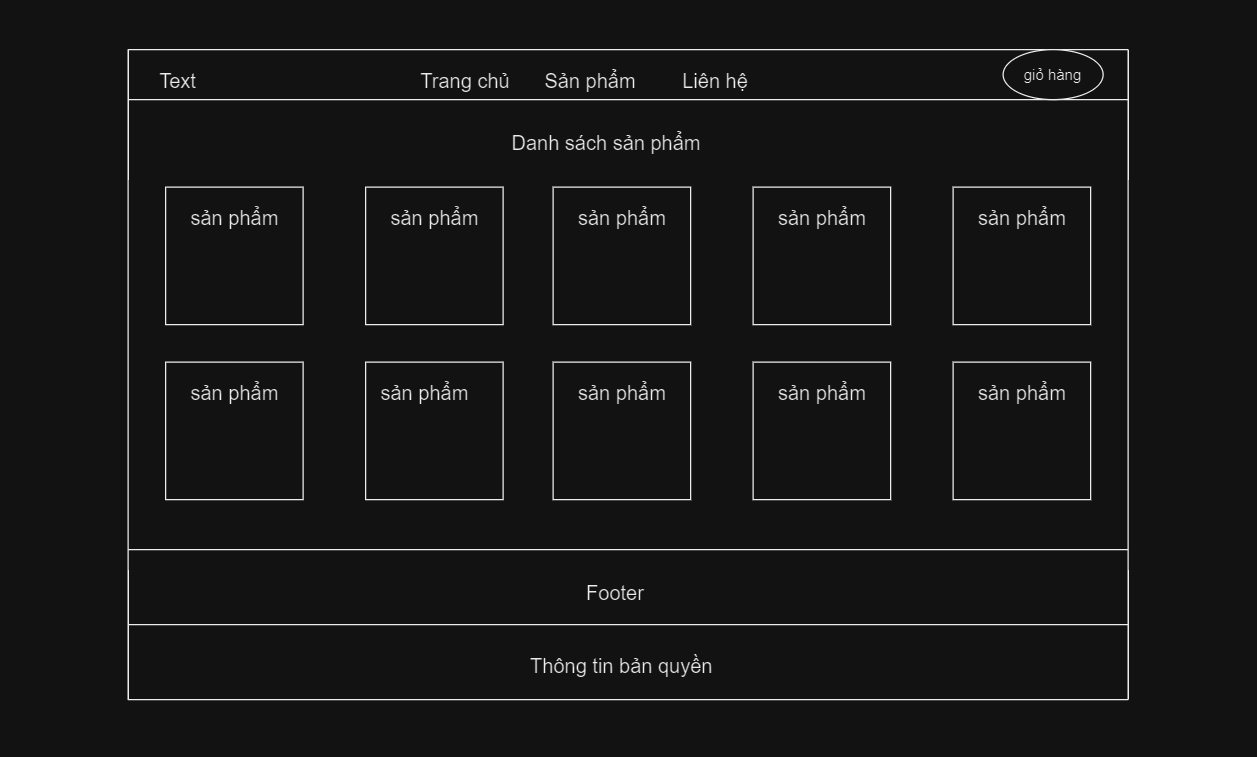 Text
Trang chủ
Sản phẩm
Liên hệ
giỏ hàng
Danh sách sản phẩm
sản phẩm
sản phẩm
sản phẩm
sản phẩm
sản phẩm
sản phẩm
sản phẩm
sản phẩm
sản phẩm
sản phẩm
Footer
Thông tin bản quyền